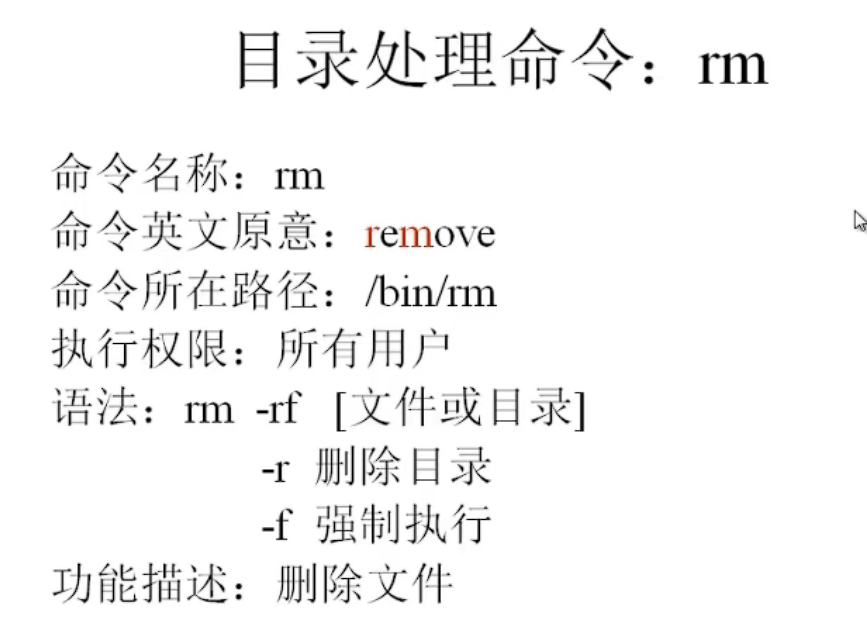 目录处理命令：rm
命令名称：rm
命令英文原意：remove
命令所在路径：/bin/rm
执行权限：所有用户
语法：rm -rf [文件或目录]
-r 删除目录
-f 强制执行
功能描述：删除文件